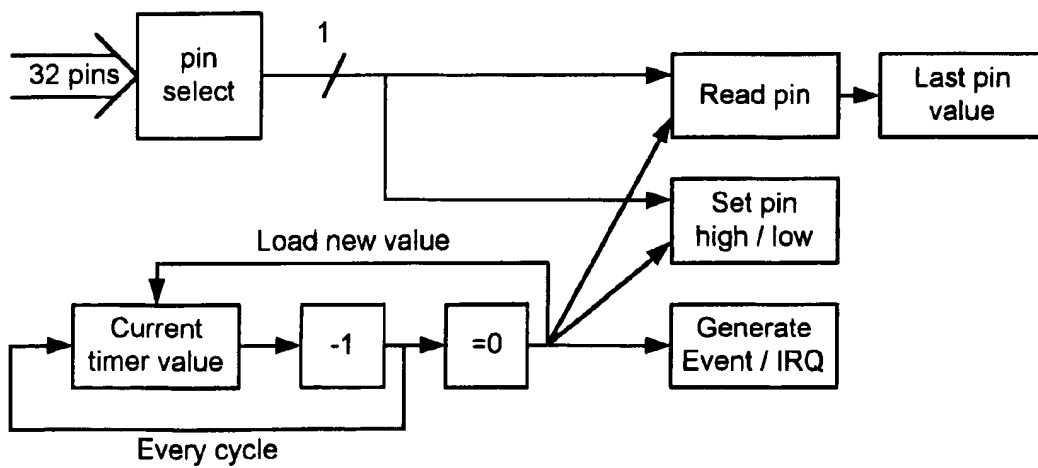 1
32 pins
pin
select
Read pin
Last pin
value
Set pin
high / low
Load new value
Current
timer value
-1
=0
Generate
Event / IRQ
Every cycle